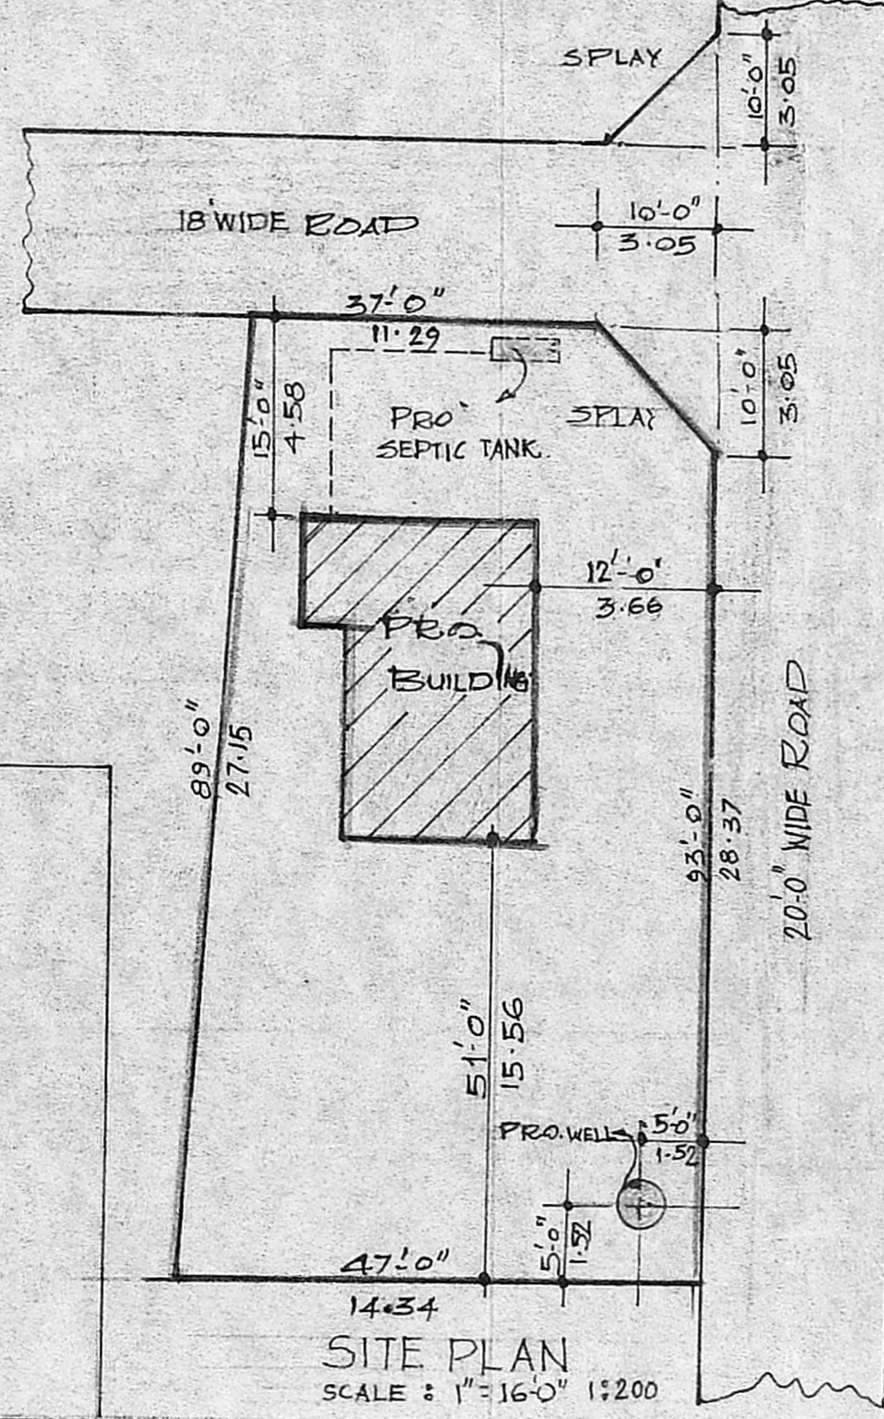 SPLAY
10'-0"
3.05
18' WIDE ROAD
10'-0"
3.05
37'-0"
11.29
15'-0"
4.58
PRO'
SEPTIC TANK.
SPLAY
10'-0"
3.05
12'-0"
3.66
PRO.
BUILDING
89'-0"
27.15
93'-0"
28.37
20'-0" WIDE ROAD
51'-0"
15.56
PRO. WELL
5'-0"
1.52
5'-0"
1.52
47'-0"
14.34
SITE PLAN
SCALE : 1" = 16'-0" 1:200